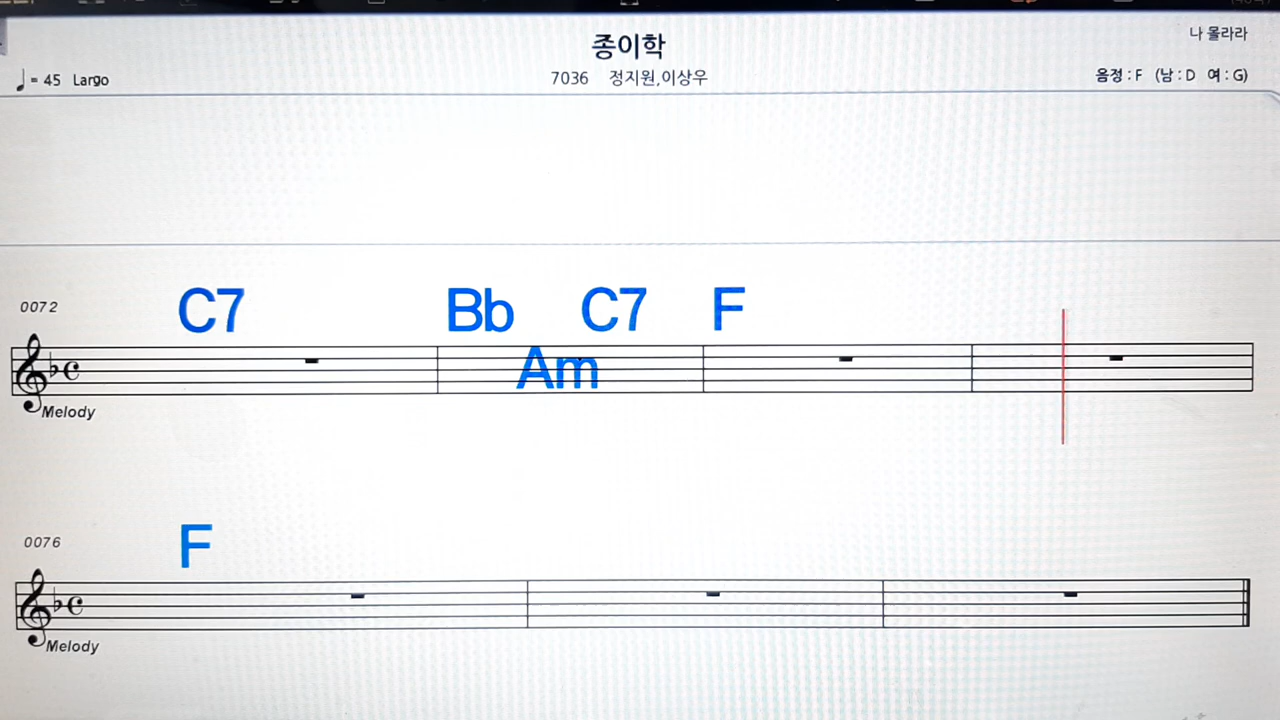 종이학
나 몰라라
♩= 45 Largo
7036 정지원,이상우
음정 : F (남 : D 여 : G)
0072
C7 Bb Am C7 F
Melody
0076
F
Melody